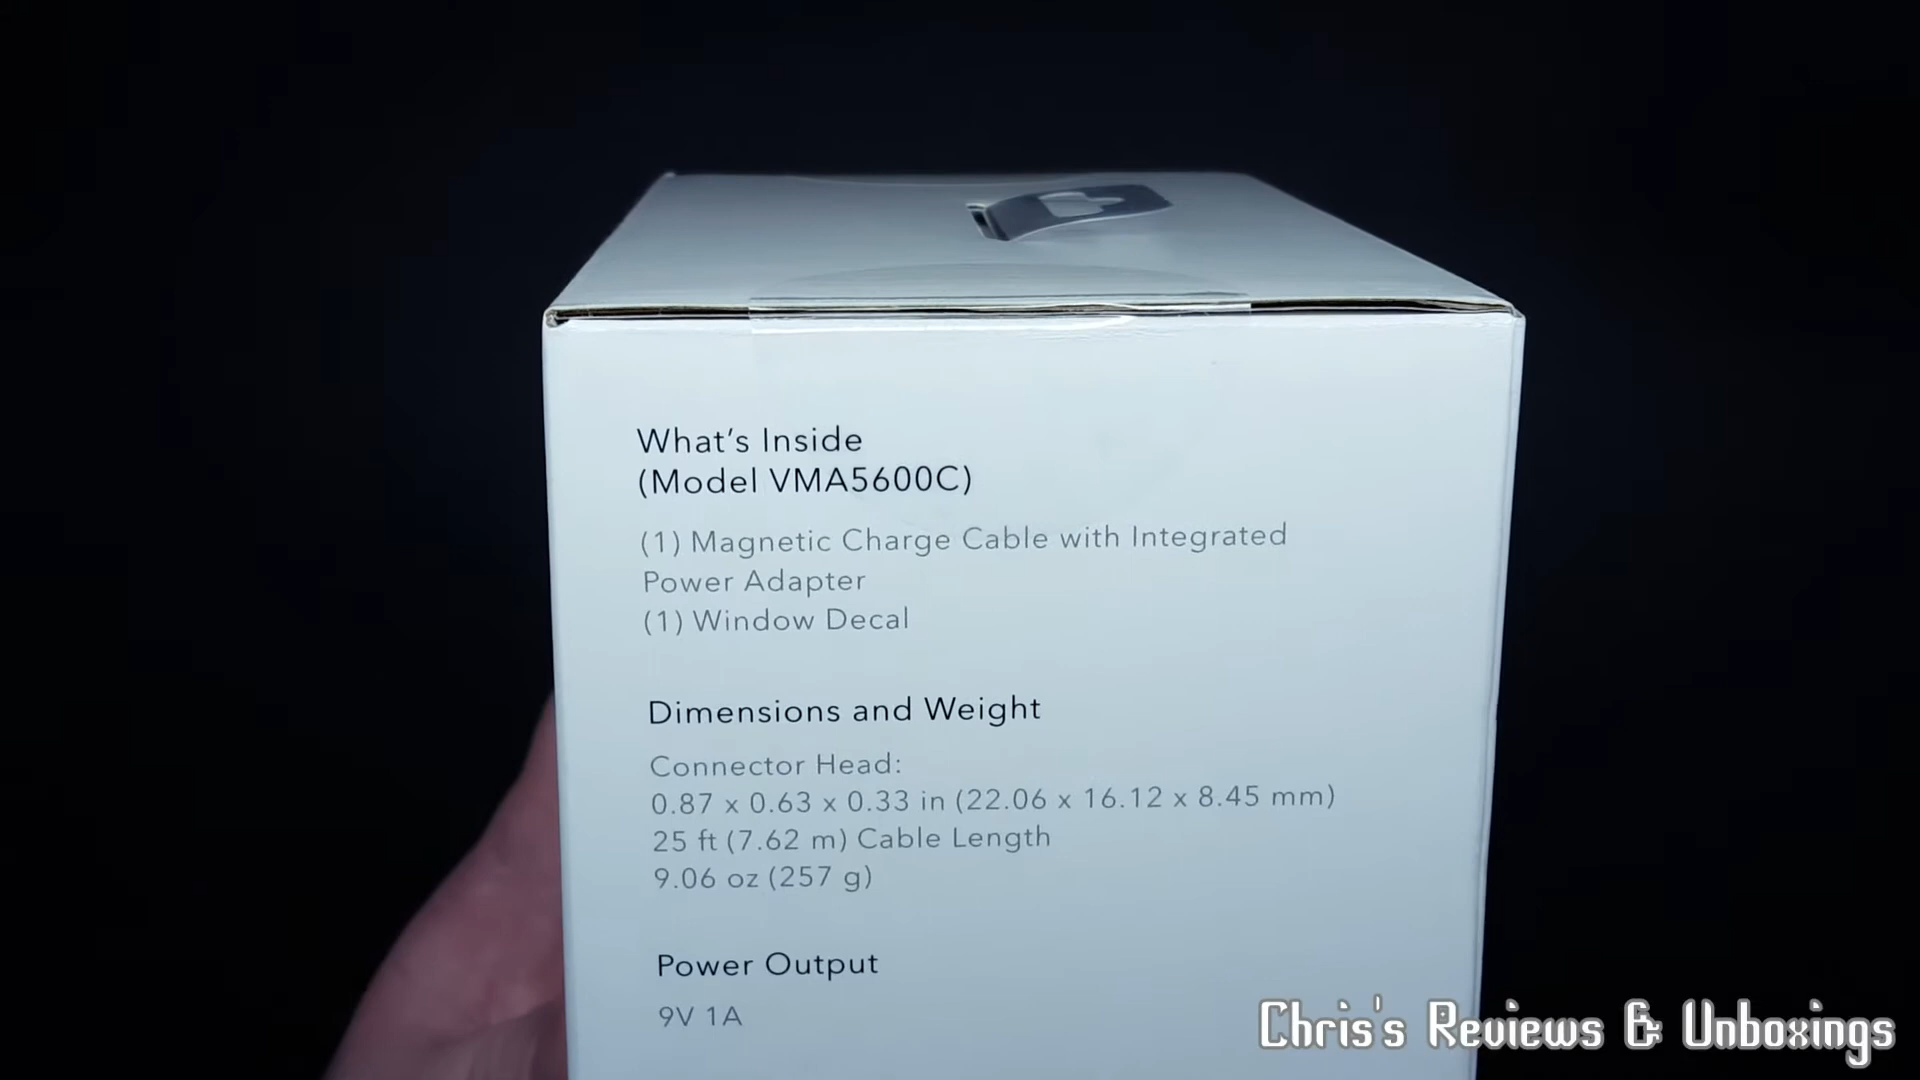 What's Inside
(Model VMA5600C)
(1) Magnetic Charge Cable with Integrated
Power Adapter
(1) Window Decal
Dimensions and Weight
Connector Head:
0.87 x 0.63 x 0.33 in (22.06 x 16.12 x 8.45 mm)
25 ft (7.62 m) Cable Length
9.06 oz (257 g)
Power Output
9V 1A
Chris's Reviews & Unboxings